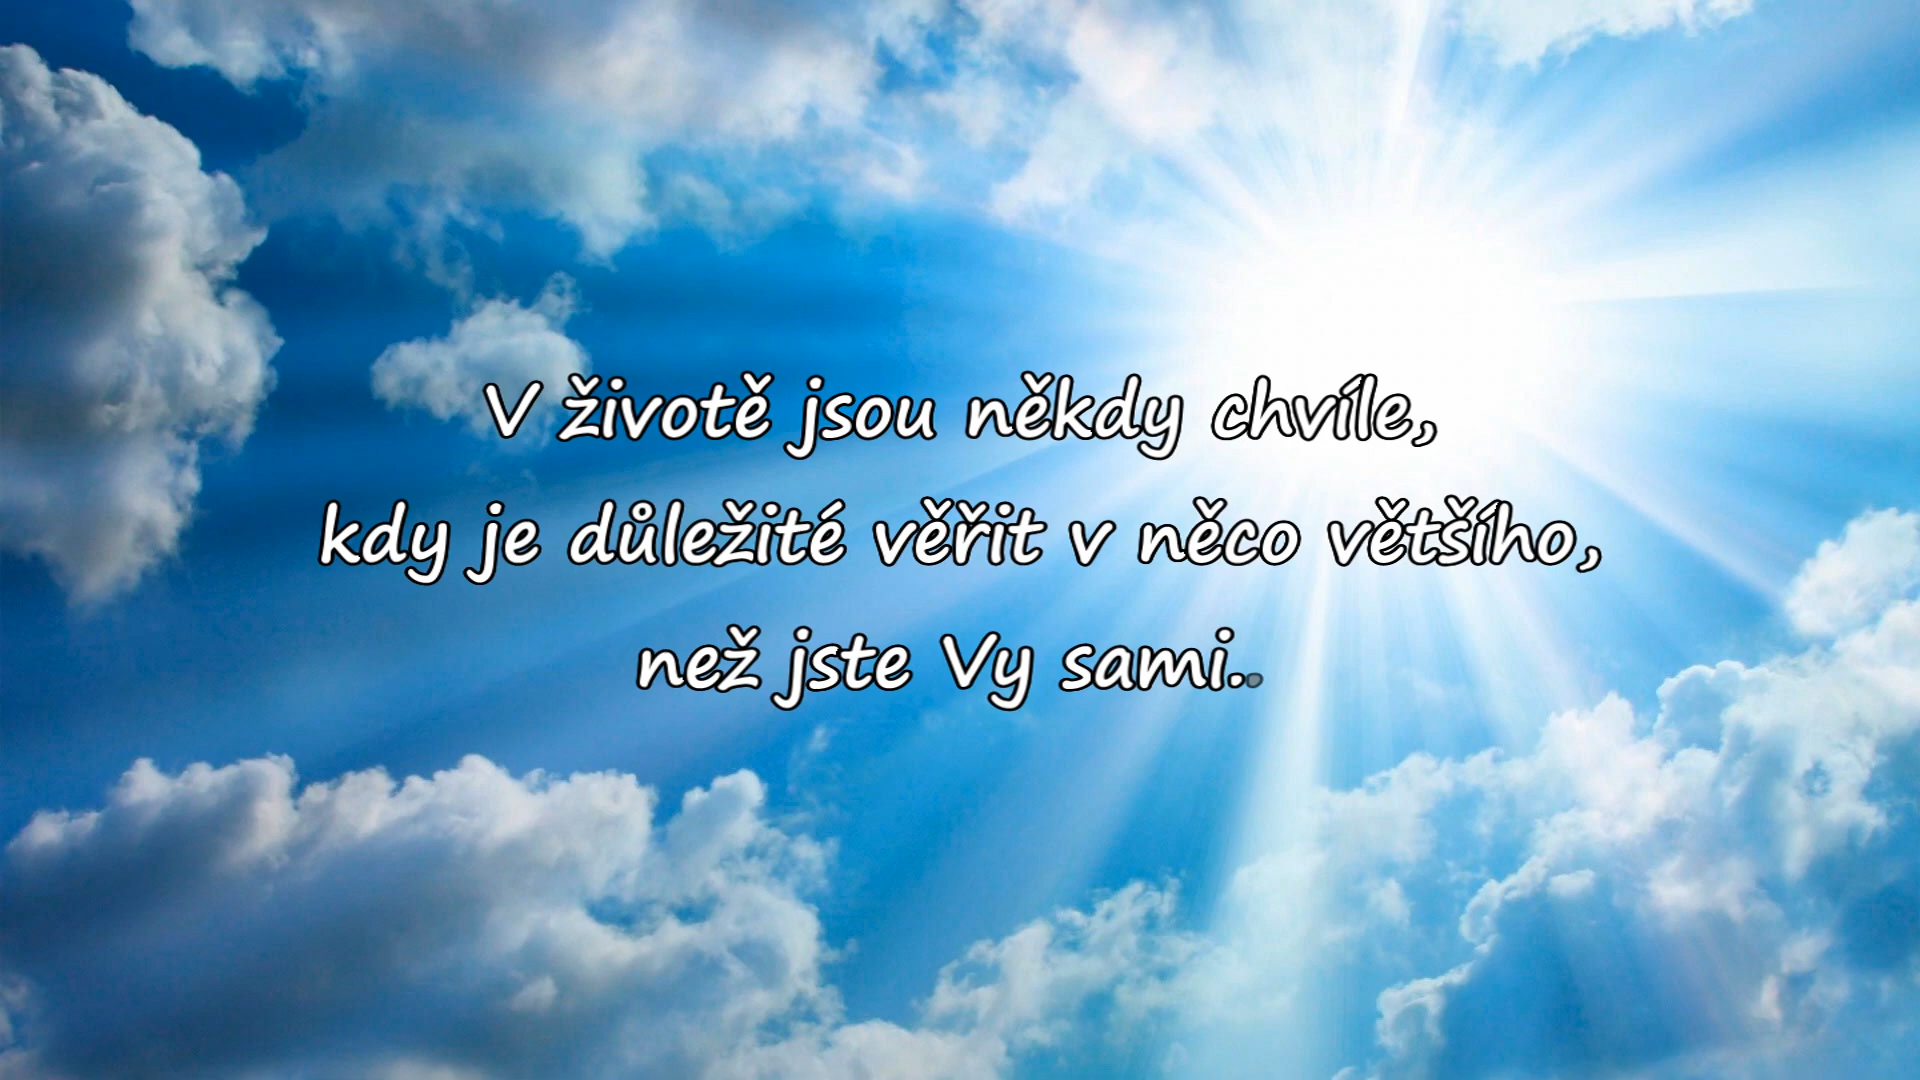 V životě jsou někdy chvíle,
kdy je důležité věřit v něco většího,
než jste Vy sami..